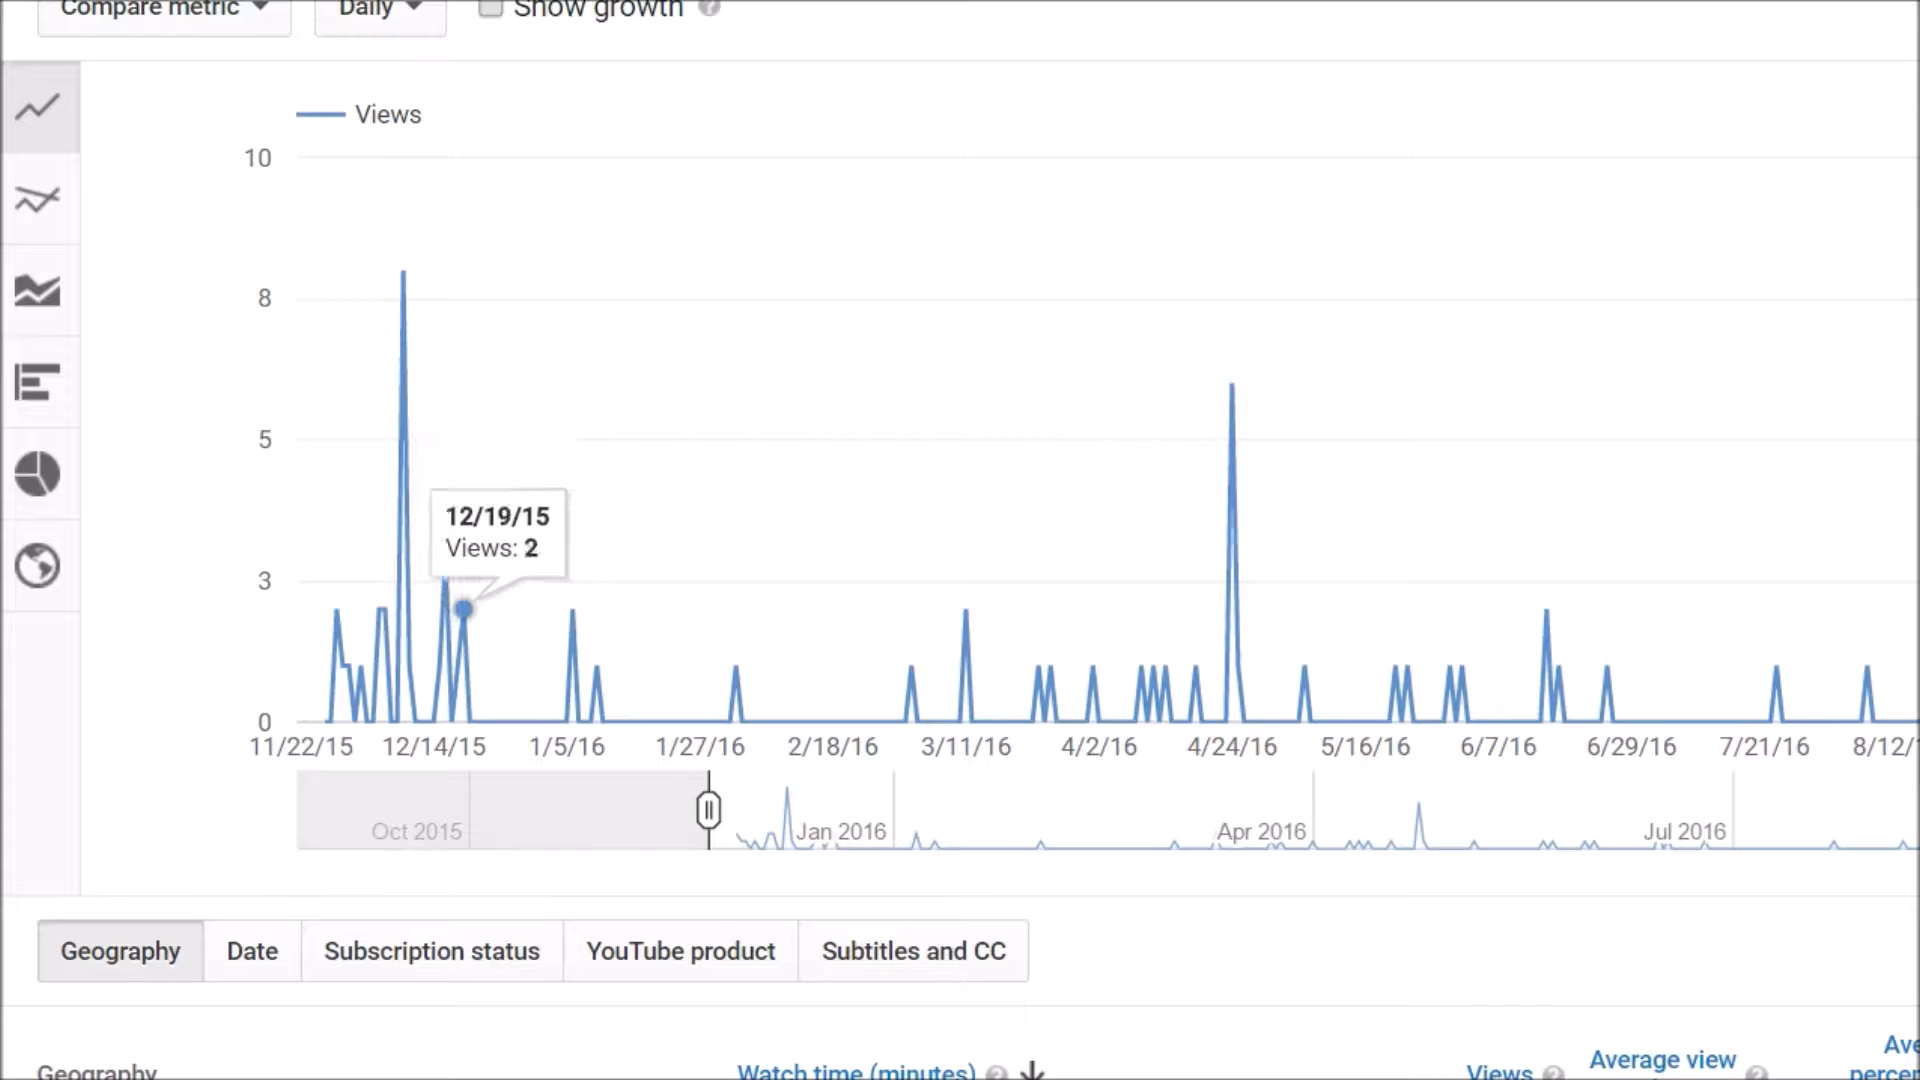 Compare metric
Daily
Show growth
Views
10
8
5
3
0
12/19/15
Views: 2
11/22/15 12/14/15 1/5/16 1/27/16 2/18/16 3/11/16 4/2/16 4/24/16 5/16/16 6/7/16 6/29/16 7/21/16 8/12/
Oct 2015 Jan 2016 Apr 2016 Jul 2016
Geography Date Subscription status YouTube product Subtitles and CC
Geography Watch time (minutes) Views Average view